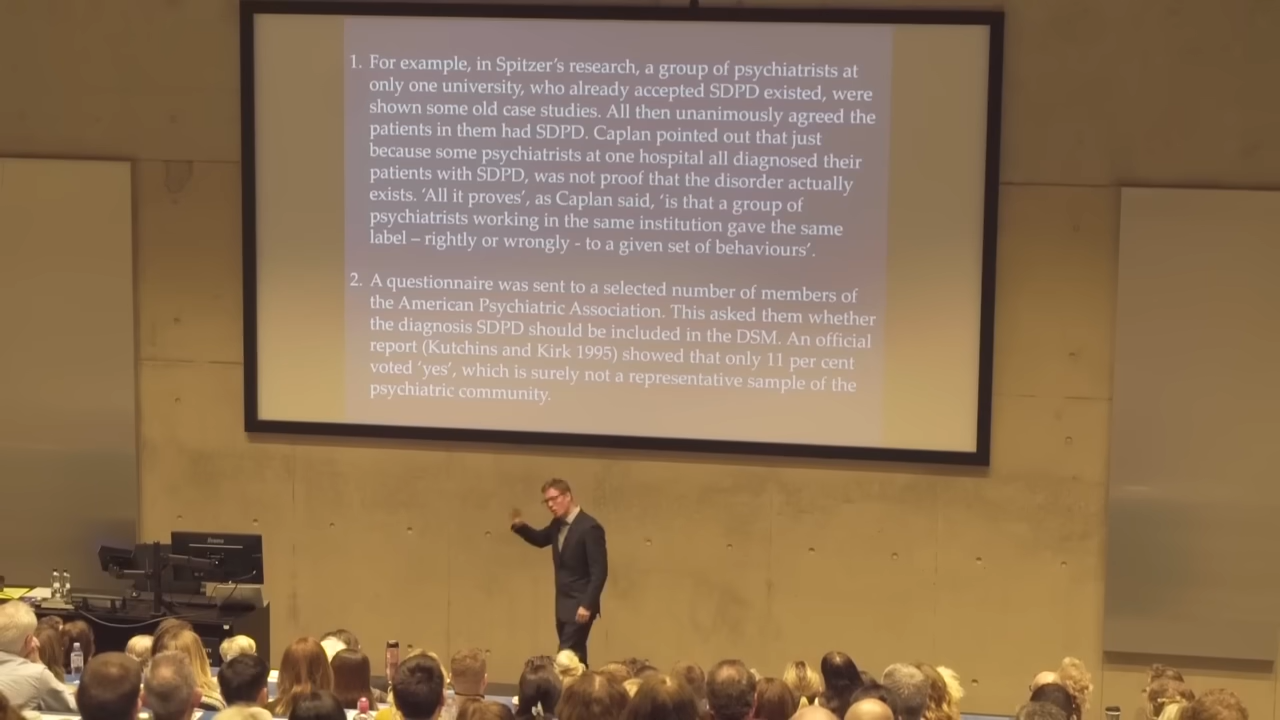 1. For example, in Spitzer's research, a group of psychiatrists at
only one university, who already accepted SDPD existed, were
shown some old case studies. All then unanimously agreed the
patients in them had SDPD. Caplan pointed out that just
because some psychiatrists at one hospital all diagnosed their
patients with SDPD, was not proof that the disorder actually
exists. 'All it proves', as Caplan said, 'is that a group of
psychiatrists working in the same institution gave the same
label – rightly or wrongly - to a given set of behaviours'.
2. A questionnaire was sent to a selected number of members of
the American Psychiatric Association. This asked them whether
the diagnosis SDPD should be included in the DSM. An official
report (Kutchins and Kirk 1995) showed that only 11 per cent
voted 'yes', which is surely not a representative sample of the
psychiatric community.